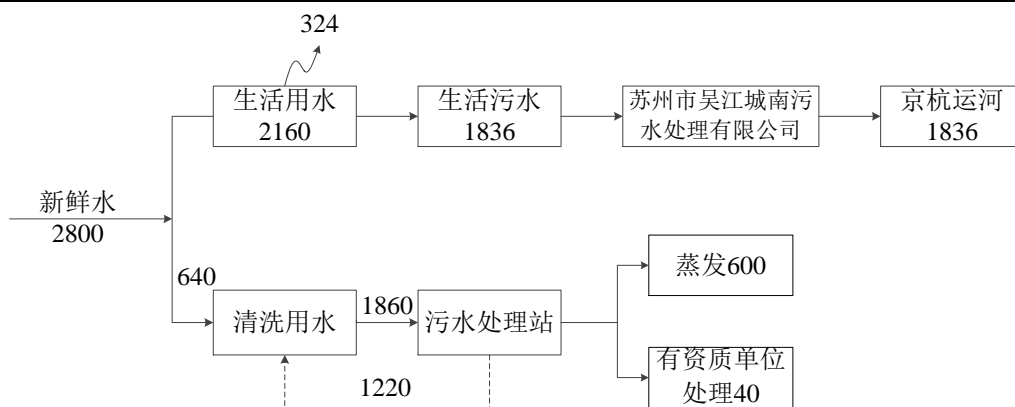 324
生活用水
2160
生活污水
1836
苏州市吴江城南污
水处理有限公司
京杭运河
1836
新鲜水
2800
640
清洗用水
1860
污水处理站
蒸发600
有资质单位
处理40
1220